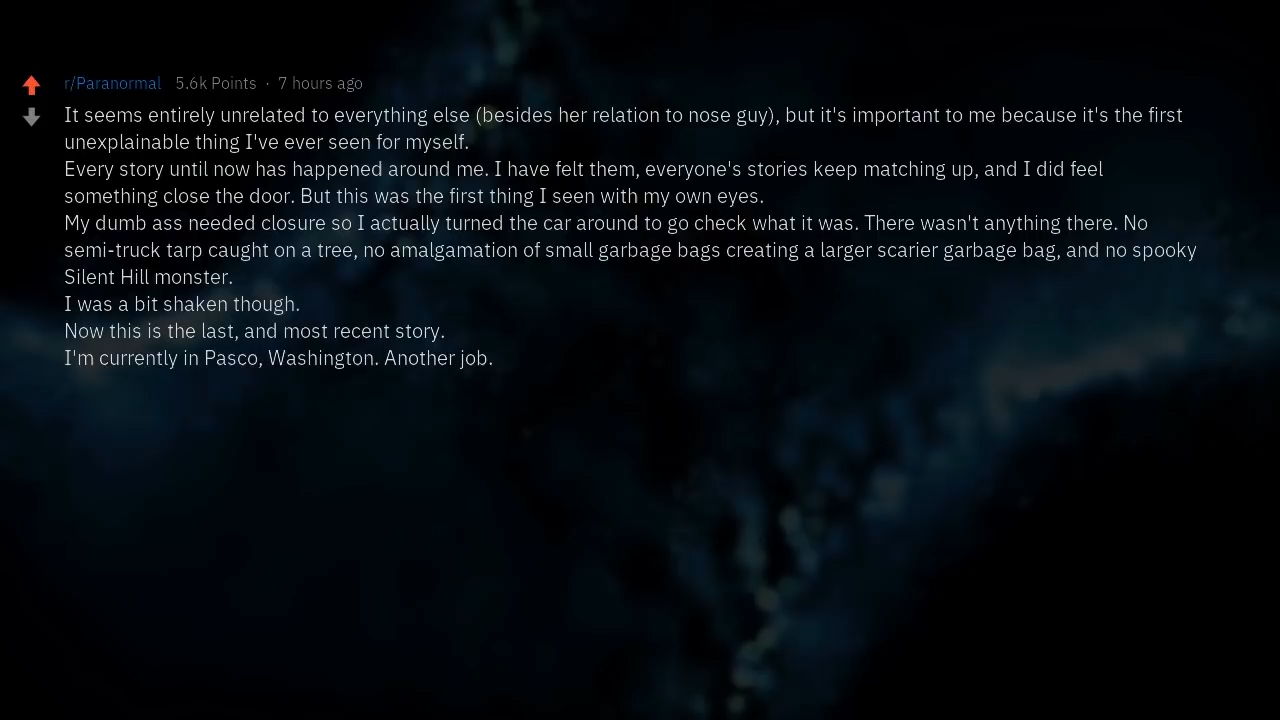 r/Paranormal 5.6k Points · 7 hours ago
It seems entirely unrelated to everything else (besides her relation to nose guy), but it's important to me because it's the first
unexplainable thing I've ever seen for myself.
Every story until now has happened around me. I have felt them, everyone's stories keep matching up, and I did feel
something close the door. But this was the first thing I seen with my own eyes.
My dumb ass needed closure so I actually turned the car around to go check what it was. There wasn't anything there. No
semi-truck tarp caught on a tree, no amalgamation of small garbage bags creating a larger scarier garbage bag, and no spooky
Silent Hill monster.
I was a bit shaken though.
Now this is the last, and most recent story.
I'm currently in Pasco, Washington. Another job.